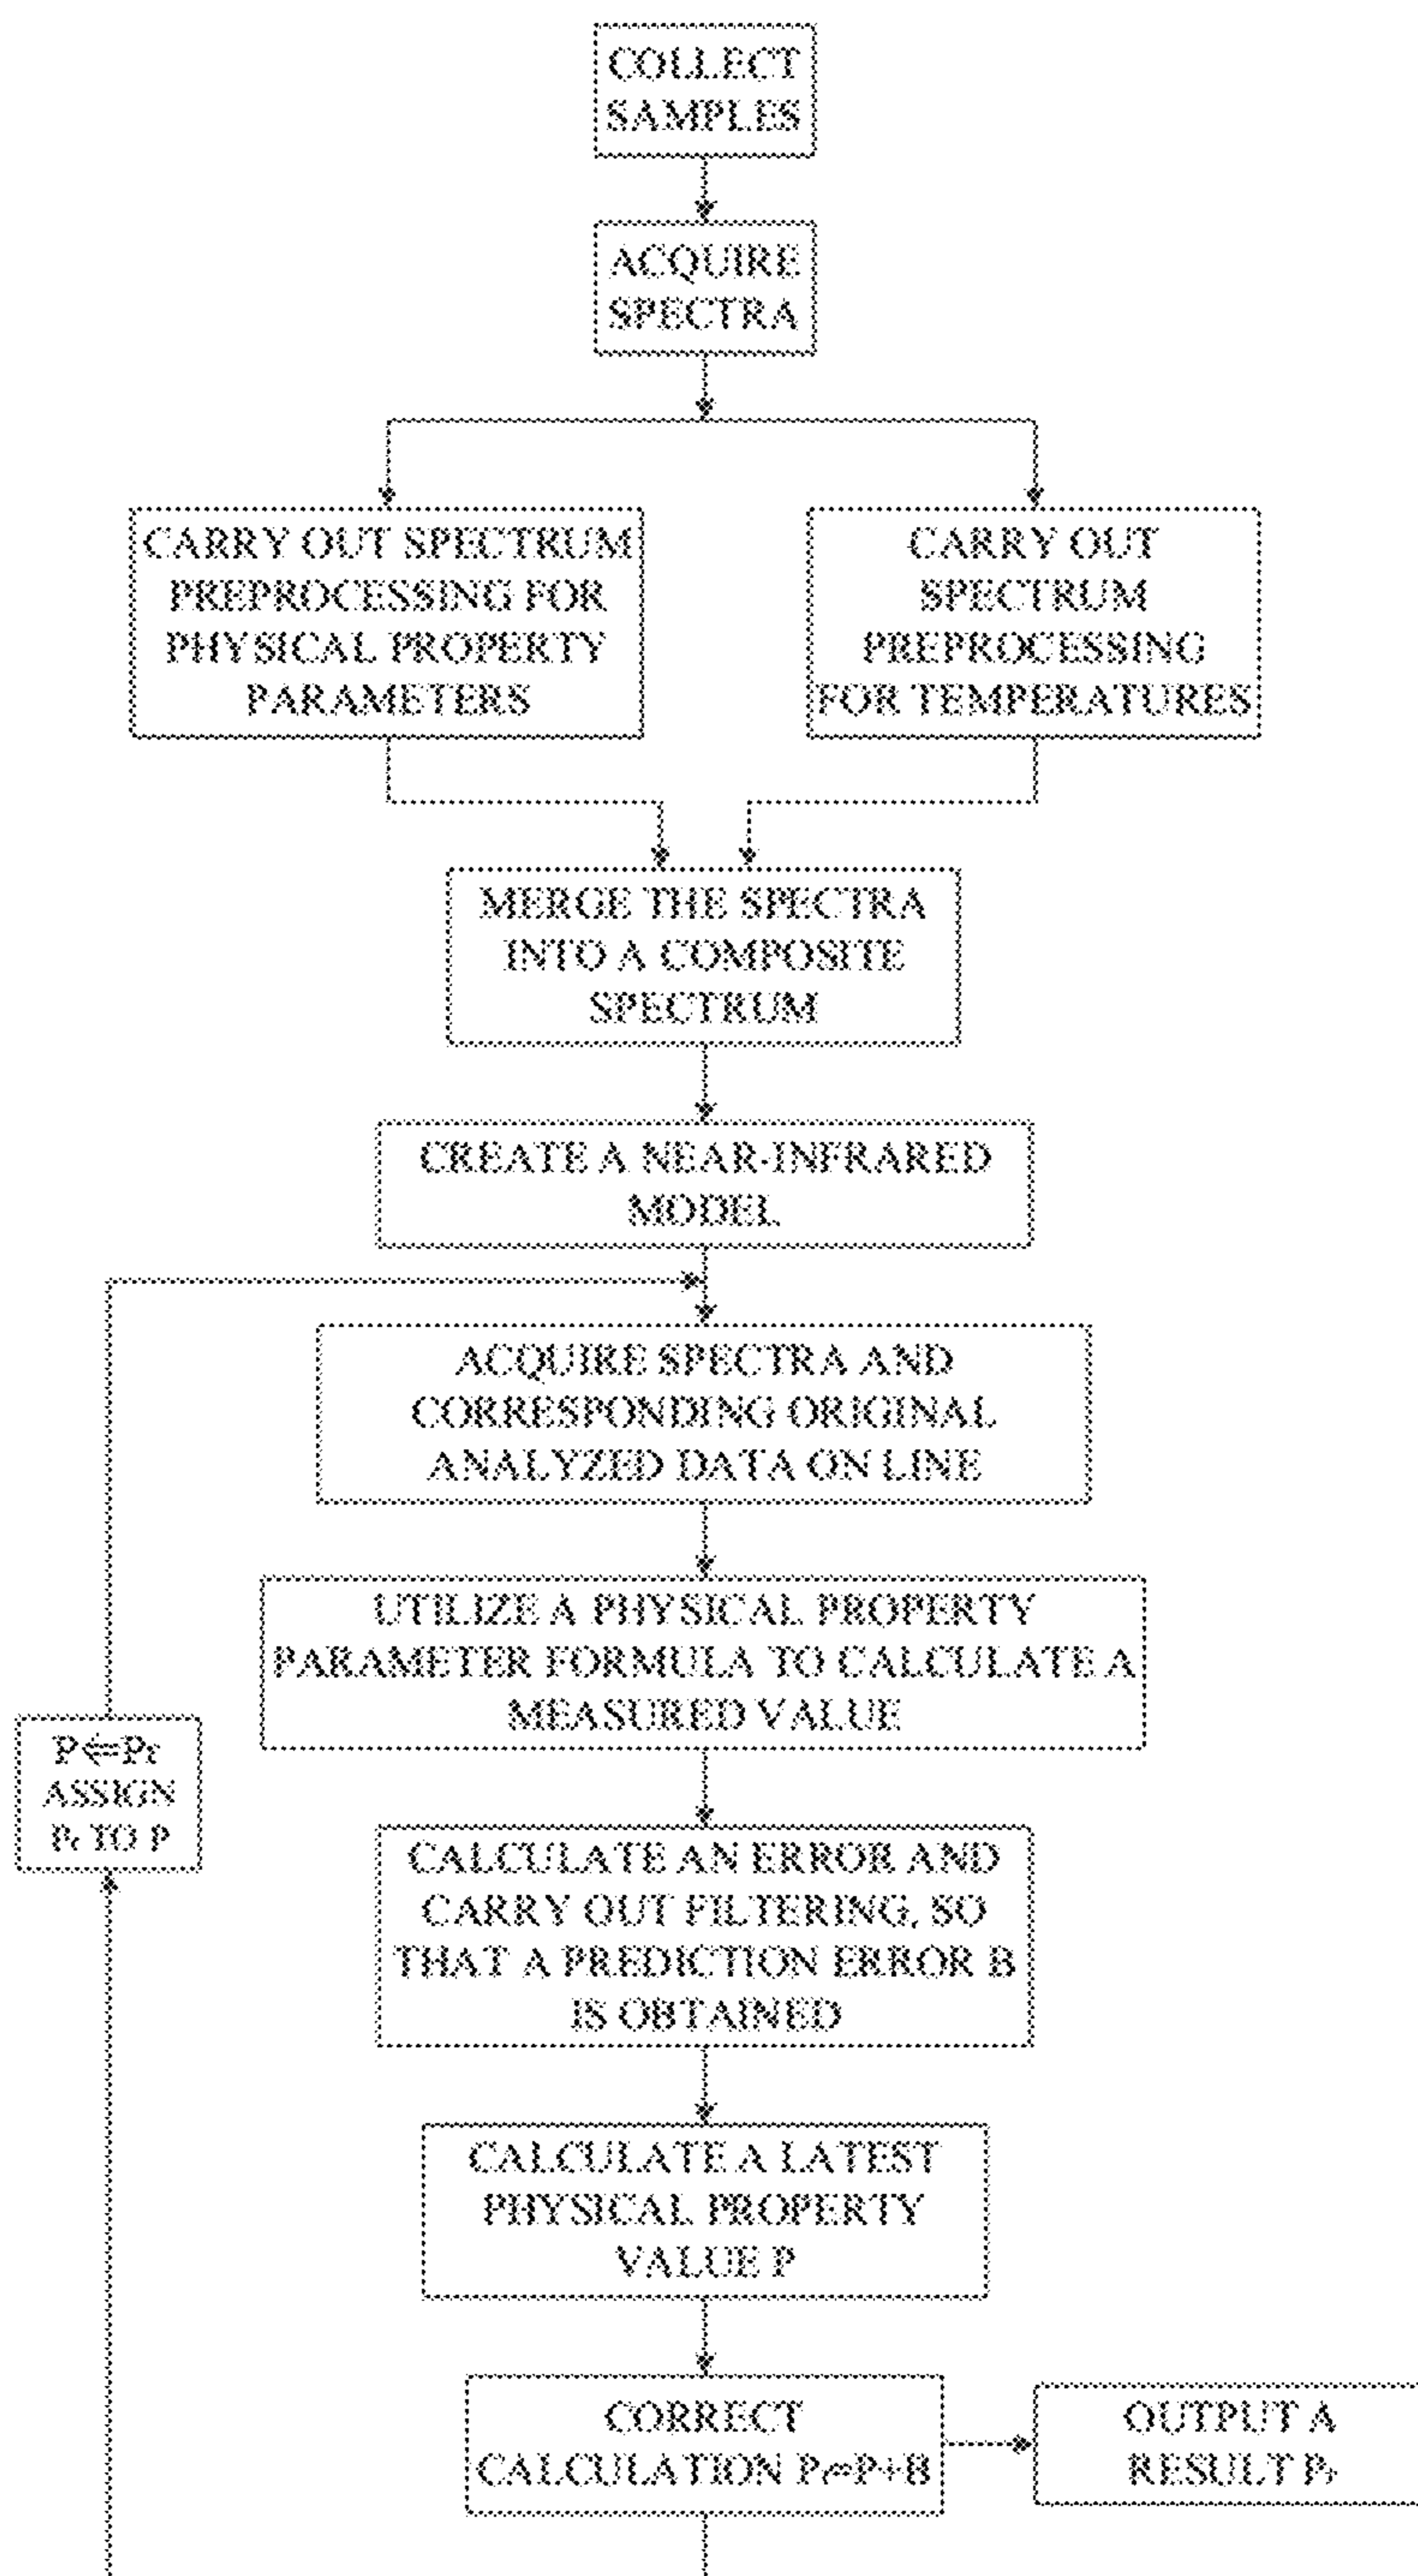 COLLECT
SAMPLES
ACQUIRE
SPECTRA
CARRY OUT SPECTRUM
PREPROCESSING FOR
PHYSICAL PROPERTY
PARAMETERS
CARRY OUT
SPECTRUM
PREPROCESSING
FOR TEMPERATURES
MERGE THE SPECTRA
INTO A COMPOSITE
SPECTRUM
CREATE A NEAR-INFRARED
MODEL
ACQUIRE SPECTRA AND
CORRESPONDING ORIGINAL
ANALYZED DATA ON LINE
UTILIZE A PHYSICAL PROPERTY
PARAMETER FORMULA TO CALCULATE A
MEASURED VALUE
P⇐Pr
ASSIGN
Pr TO P
CALCULATE AN ERROR AND
CARRY OUT FILTERING, SO
THAT A PREDICTION ERROR B
IS OBTAINED
CALCULATE A LATEST
PHYSICAL PROPERTY
VALUE P
CORRECT
CALCULATION Pr=P+B
OUTPUT A
RESULT Pr